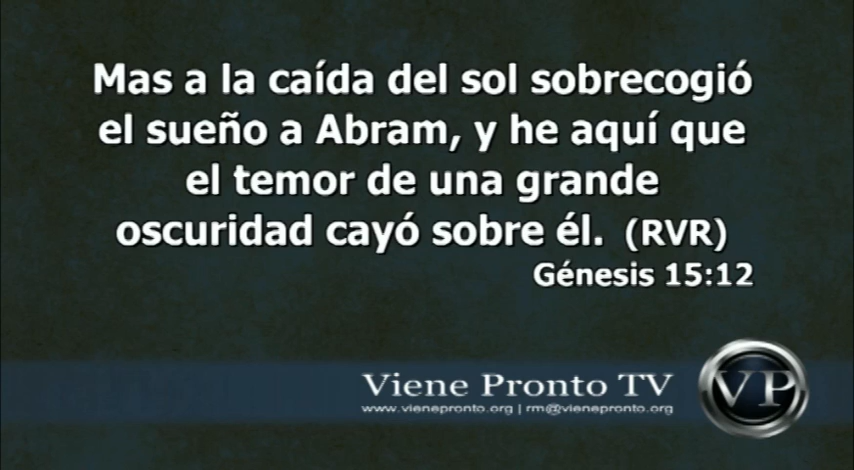 Mas a la caída del sol sobrecogió
el sueño a Abram, y he aquí que
el temor de una grande
oscuridad cayó sobre él. (RVR)
Génesis 15:12
Viene Pronto TV
www.vienepronto.org | rm@vienepronto.org
VP